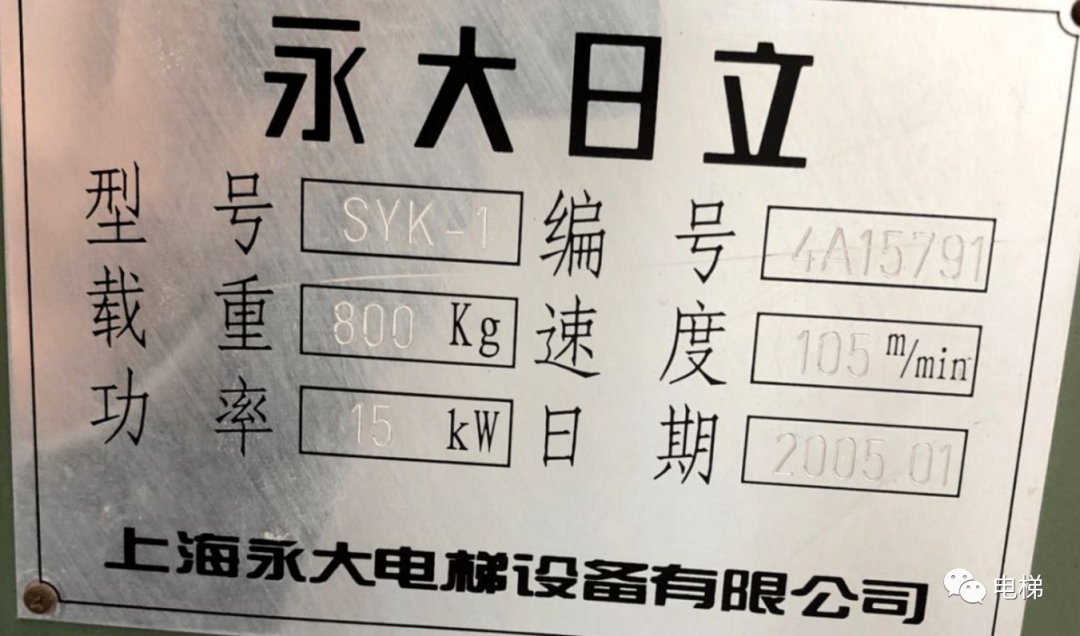 永大日立
型号 SYK-1 编号 4A15791
载重 800 Kg 速度 105 m/min
功率 15 kW 日期 2005.01
上海永大电梯设备有限公司
电梯